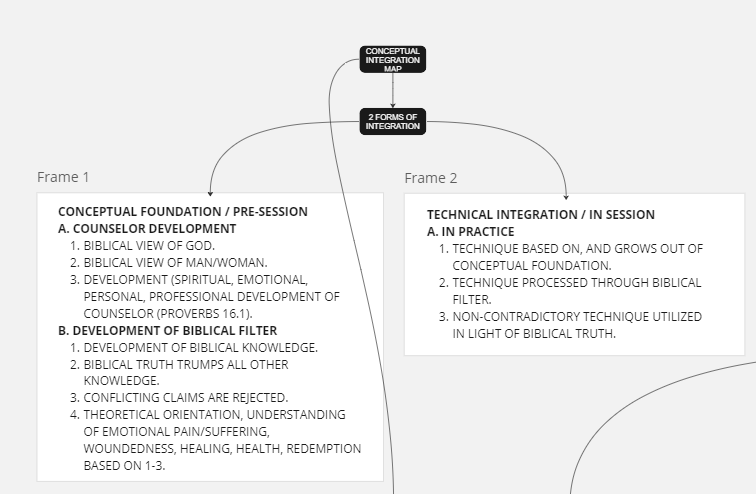 CONCEPTUAL
INTEGRATION
MAP
2 FORMS OF
INTEGRATION
Frame 1
CONCEPTUAL FOUNDATION / PRE-SESSION
A. COUNSELOR DEVELOPMENT
1. BIBLICAL VIEW OF GOD.
2. BIBLICAL VIEW OF MAN/WOMAN.
3. DEVELOPMENT (SPIRITUAL, EMOTIONAL,
PERSONAL, PROFESSIONAL DEVELOPMENT OF
COUNSELOR (PROVERBS 16.1).
B. DEVELOPMENT OF BIBLICAL FILTER
1. DEVELOPMENT OF BIBLICAL KNOWLEDGE.
2. BIBLICAL TRUTH TRUMPS ALL OTHER
KNOWLEDGE.
3. CONFLICTING CLAIMS ARE REJECTED.
4. THEORETICAL ORIENTATION, UNDERSTANDING
OF EMOTIONAL PAIN/SUFFERING,
WOUNDEDNESS, HEALING, HEALTH, REDEMPTION
BASED ON 1-3.
Frame 2
TECHNICAL INTEGRATION / IN SESSION
A. IN PRACTICE
1. TECHNIQUE BASED ON, AND GROWS OUT OF
CONCEPTUAL FOUNDATION.
2. TECHNIQUE PROCESSED THROUGH BIBLICAL
FILTER.
3. NON-CONTRADICTORY TECHNIQUE UTILIZED
IN LIGHT OF BIBLICAL TRUTH.